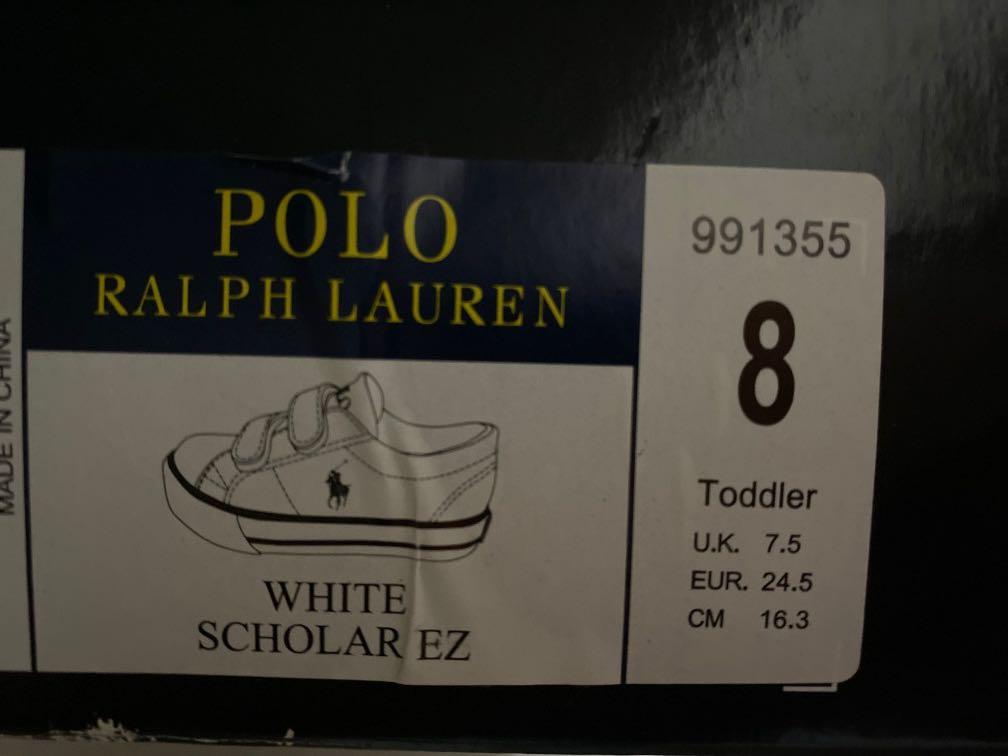 MADE IN CHINA
POLO
RALPH LAUREN
WHITE
SCHOLAR EZ
991355
8
Toddler
U.K. 7.5
EUR. 24.5
CM 16.3